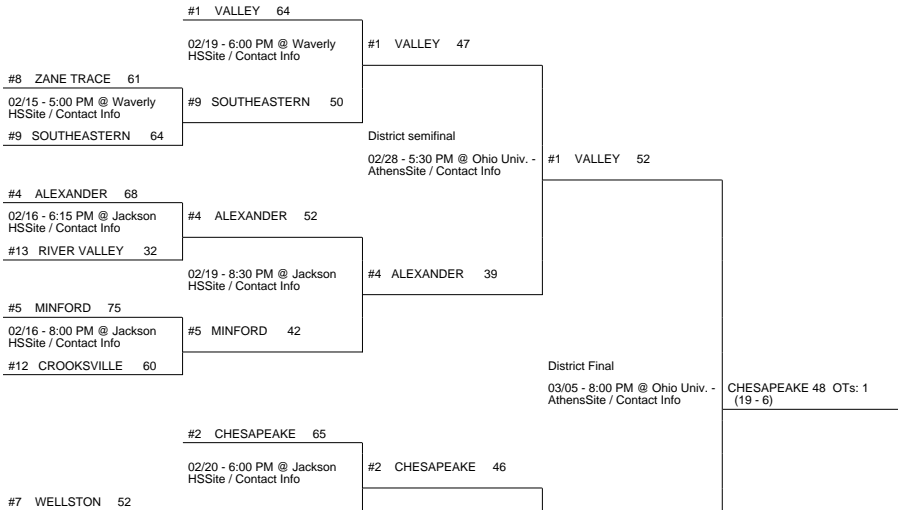 #1 VALLEY 64
02/19 - 6:00 PM @ Waverly
HSSite / Contact Info
#1 VALLEY 47
#8 ZANE TRACE 61
02/15 - 5:00 PM @ Waverly
HSSite / Contact Info
#9 SOUTHEASTERN 50
#9 SOUTHEASTERN 64
District semifinal
02/28 - 5:30 PM @ Ohio Univ. -
AthensSite / Contact Info
#1 VALLEY 52
#4 ALEXANDER 68
02/16 - 6:15 PM @ Jackson
HSSite / Contact Info
#4 ALEXANDER 52
#13 RIVER VALLEY 32
02/19 - 8:30 PM @ Jackson
HSSite / Contact Info
#4 ALEXANDER 39
#5 MINFORD 75
02/16 - 8:00 PM @ Jackson
HSSite / Contact Info
#5 MINFORD 42
#12 CROOKSVILLE 60
District Final
03/05 - 8:00 PM @ Ohio Univ. -
AthensSite / Contact Info
CHESAPEAKE 48 OTs: 1
(19 - 6)
#2 CHESAPEAKE 65
02/20 - 6:00 PM @ Jackson
HSSite / Contact Info
#2 CHESAPEAKE 46
#7 WELLSTON 52